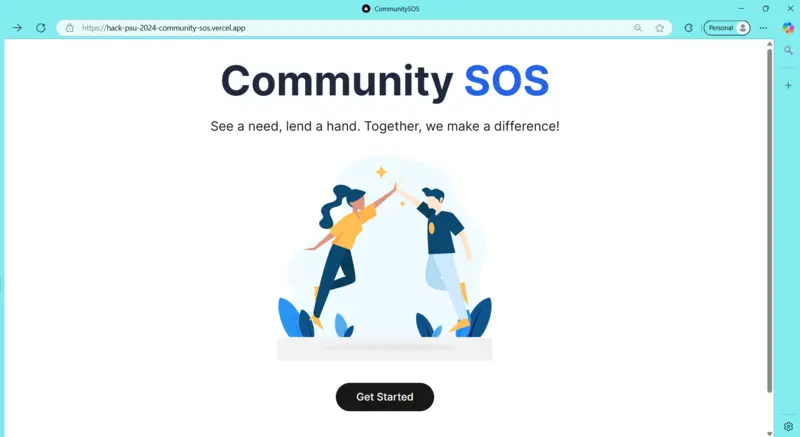 CommunitySOS
https://hack-psu-2024-community-sos.vercel.app
Personal
Community SOS
See a need, lend a hand. Together, we make a difference!
Get Started